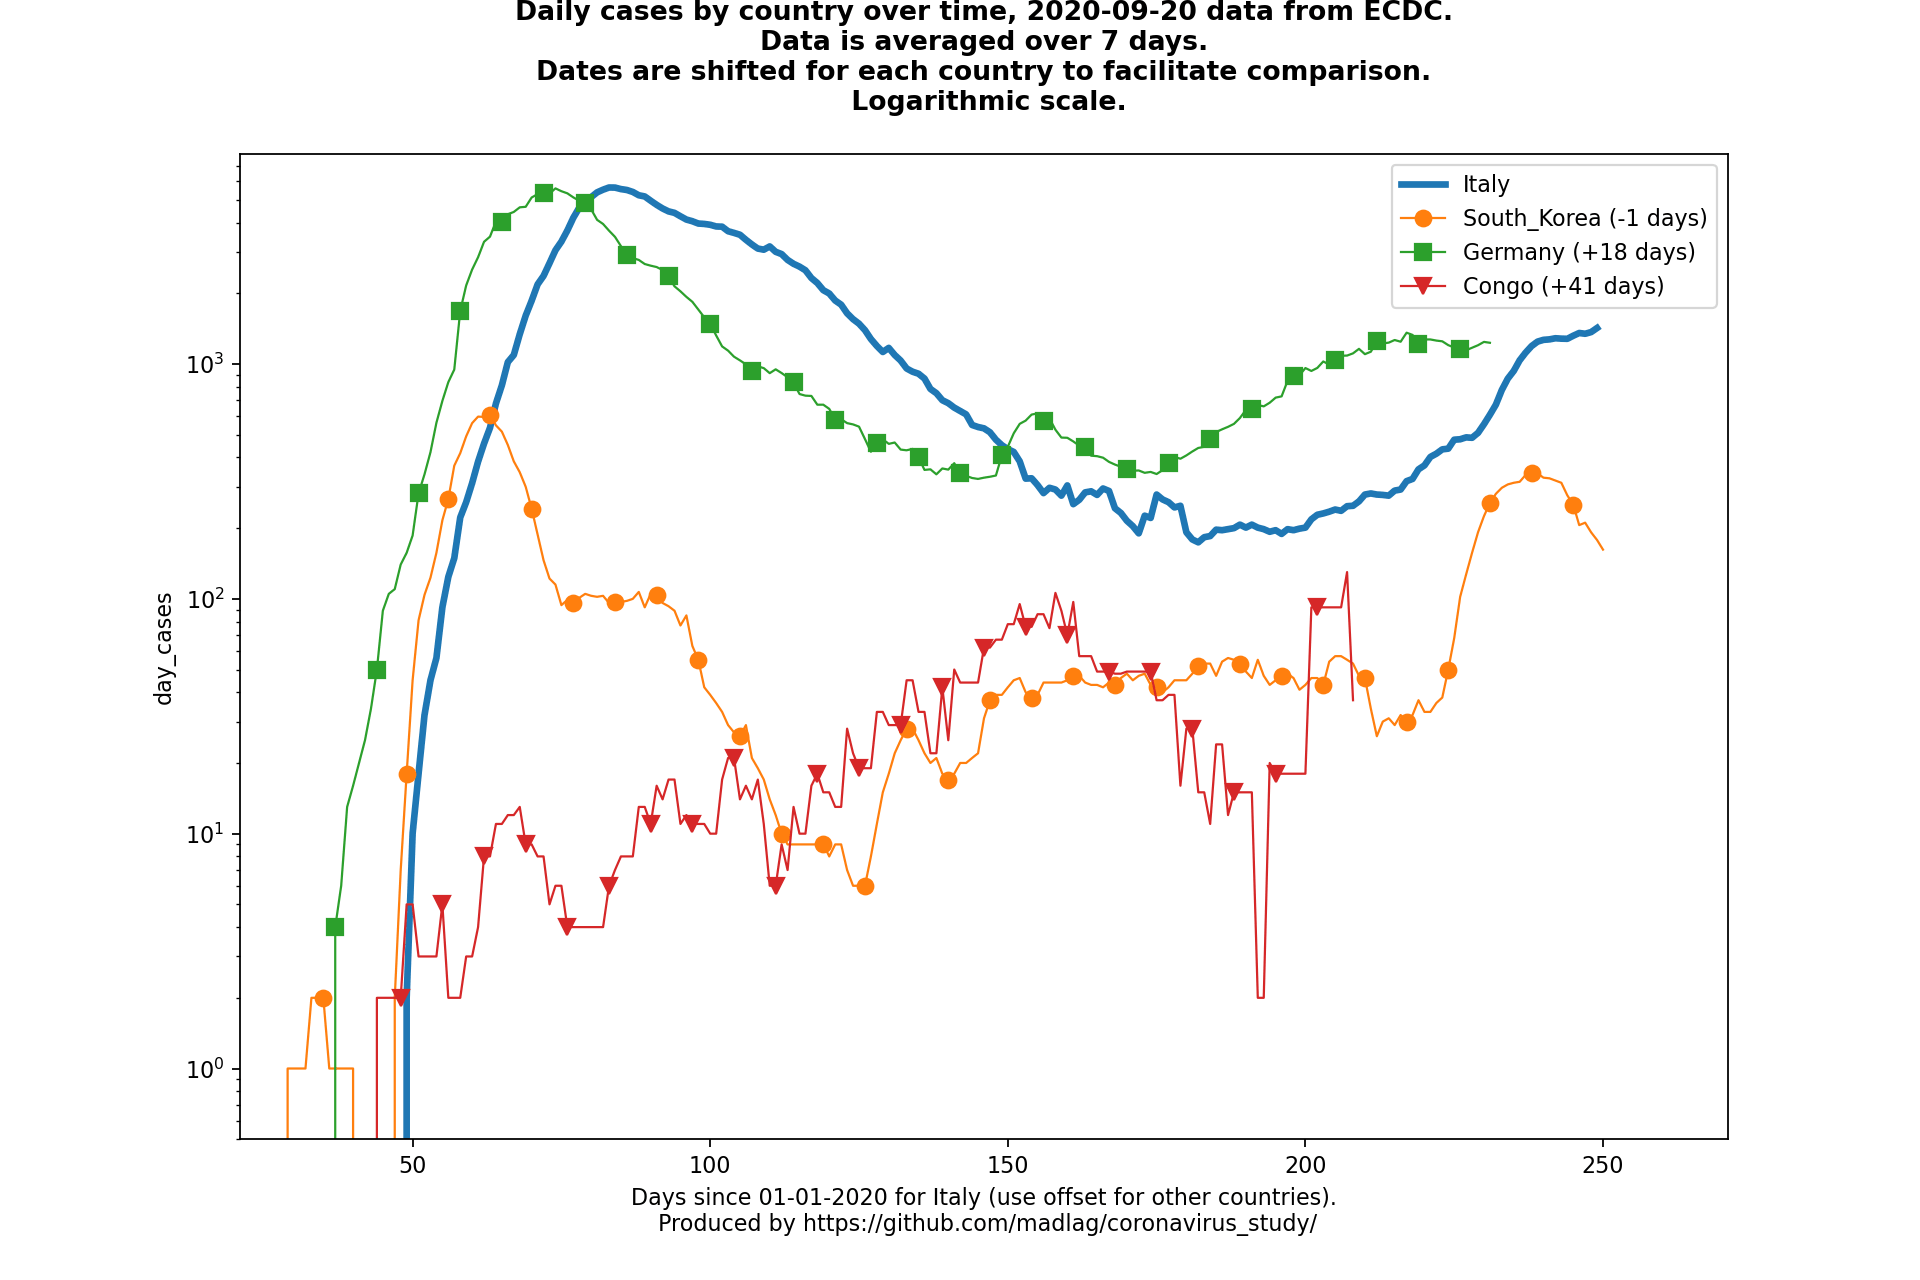 Daily cases by country over time, 2020-09-20 data from ECDC.
Data is averaged over 7 days.
Dates are shifted for each country to facilitate comparison.
Logarithmic scale.
Italy
South_Korea (-1 days)
Germany (+18 days)
Congo (+41 days)
day_cases
10³
10²
10¹
10⁰
50 100 150 200 250
Days since 01-01-2020 for Italy (use offset for other countries).
Produced by https://github.com/madlag/coronavirus_study/